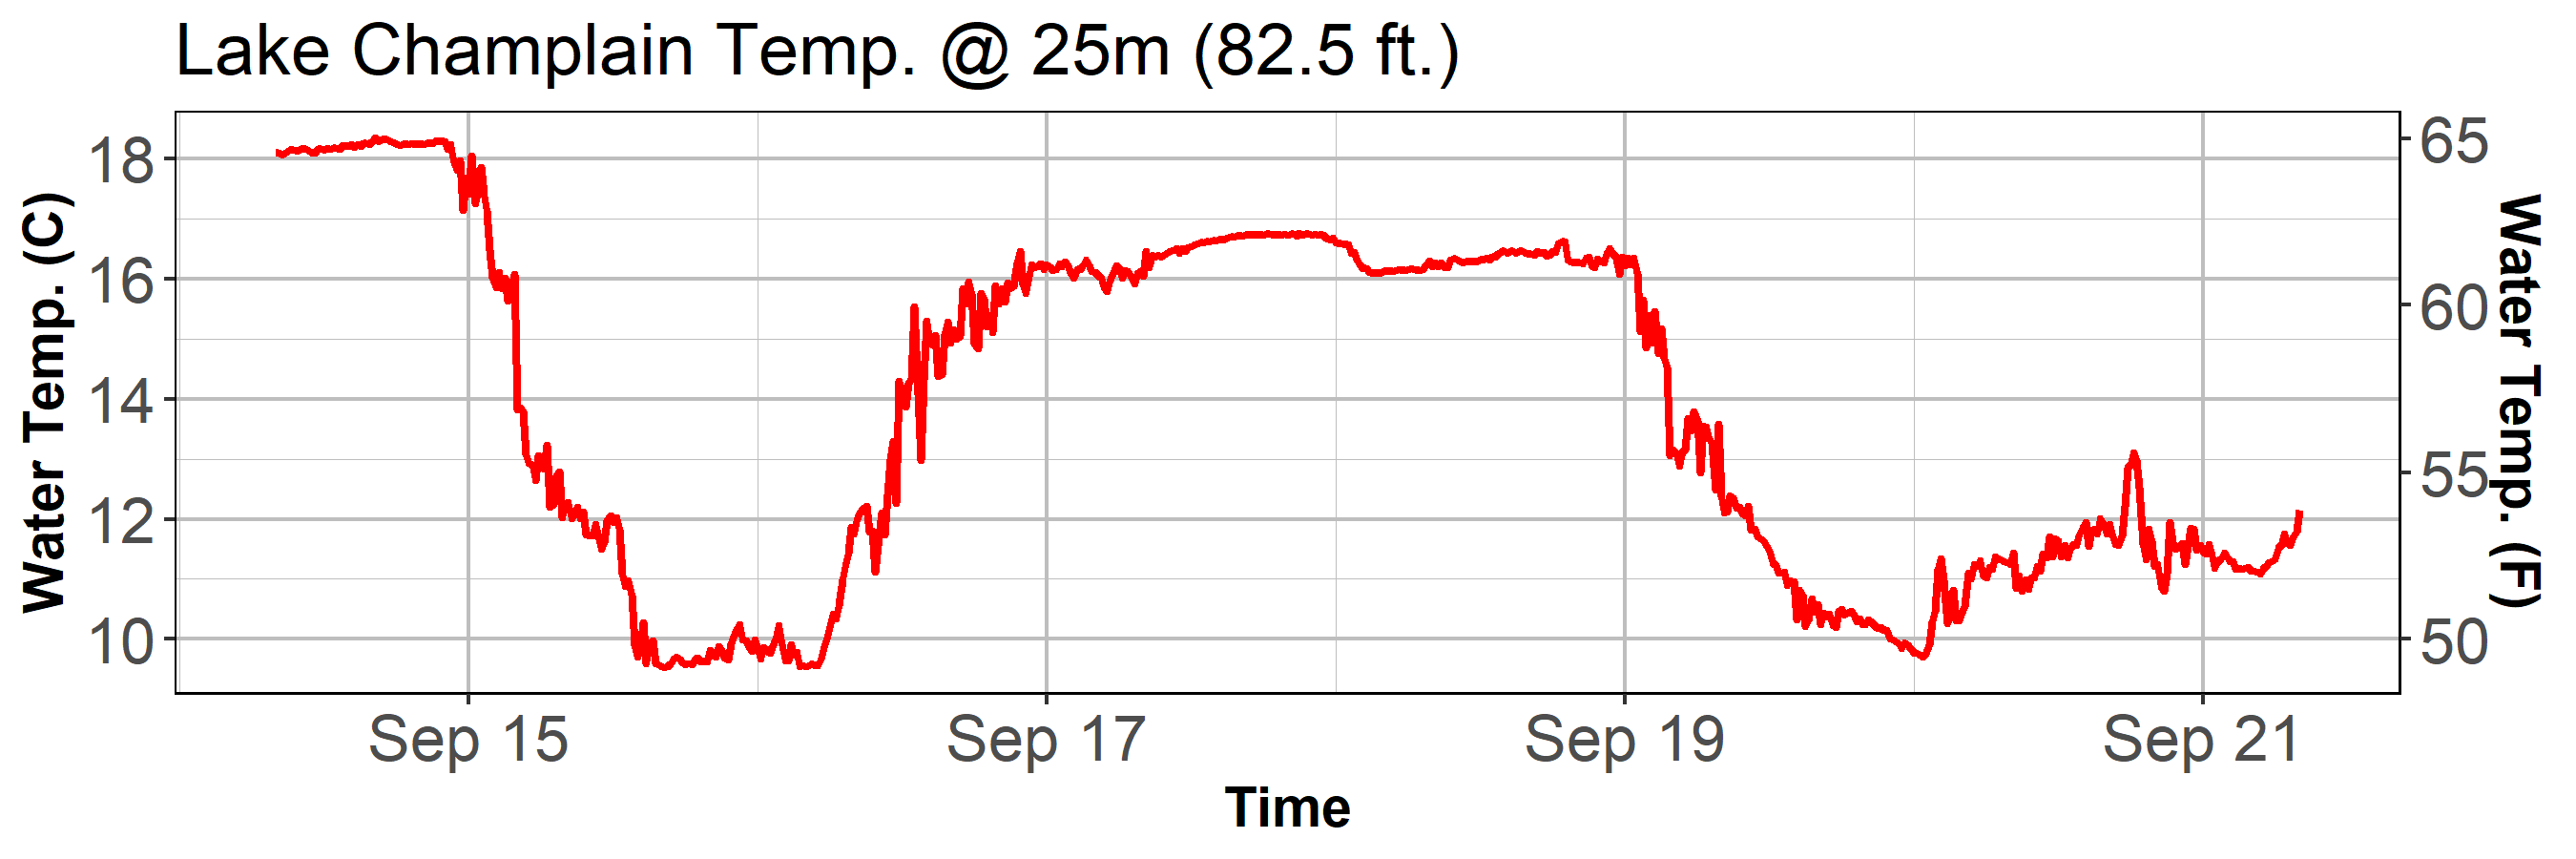 Lake Champlain Temp. @ 25m (82.5 ft.)
Water Temp. (C)
18
16
14
12
10
65
60
55
50
Water Temp. (F)
Sep 15
Sep 17
Sep 19
Sep 21
Time